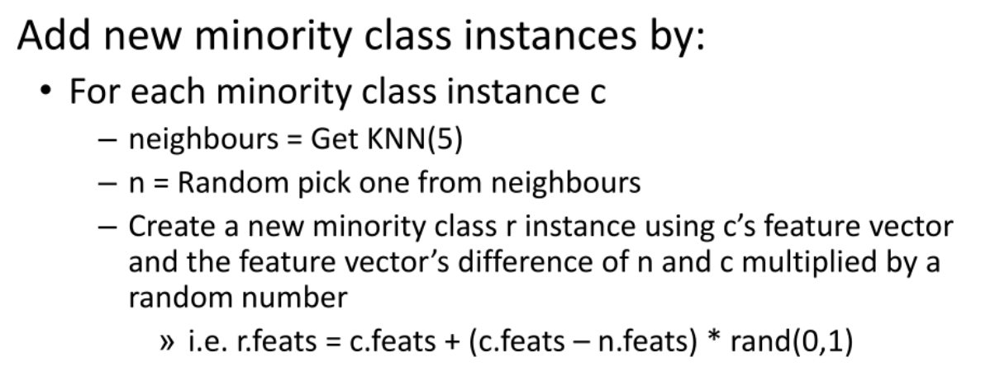 Add new minority class instances by:
• For each minority class instance c
– neighbours = Get KNN(5)
– n = Random pick one from neighbours
– Create a new minority class r instance using c’s feature vector
and the feature vector’s difference of n and c multiplied by a
random number
» i.e. r.feats = c.feats + (c.feats – n.feats) * rand(0,1)